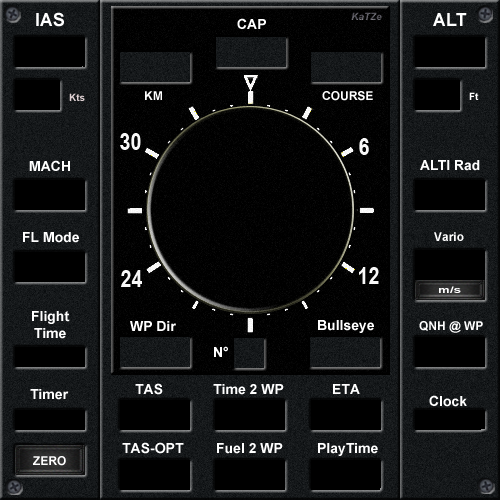 IAS
CAP
KaTZe
ALT
KM
COURSE
Kts
Ft
30
6
MACH
ALTI Rad
FL Mode
Vario
24
12
m/s
Flight
Time
WP Dir
Bullseye
QNH @ WP
N°
Timer
TAS
Time 2 WP
ETA
Clock
ZERO
TAS-OPT
Fuel 2 WP
PlayTime